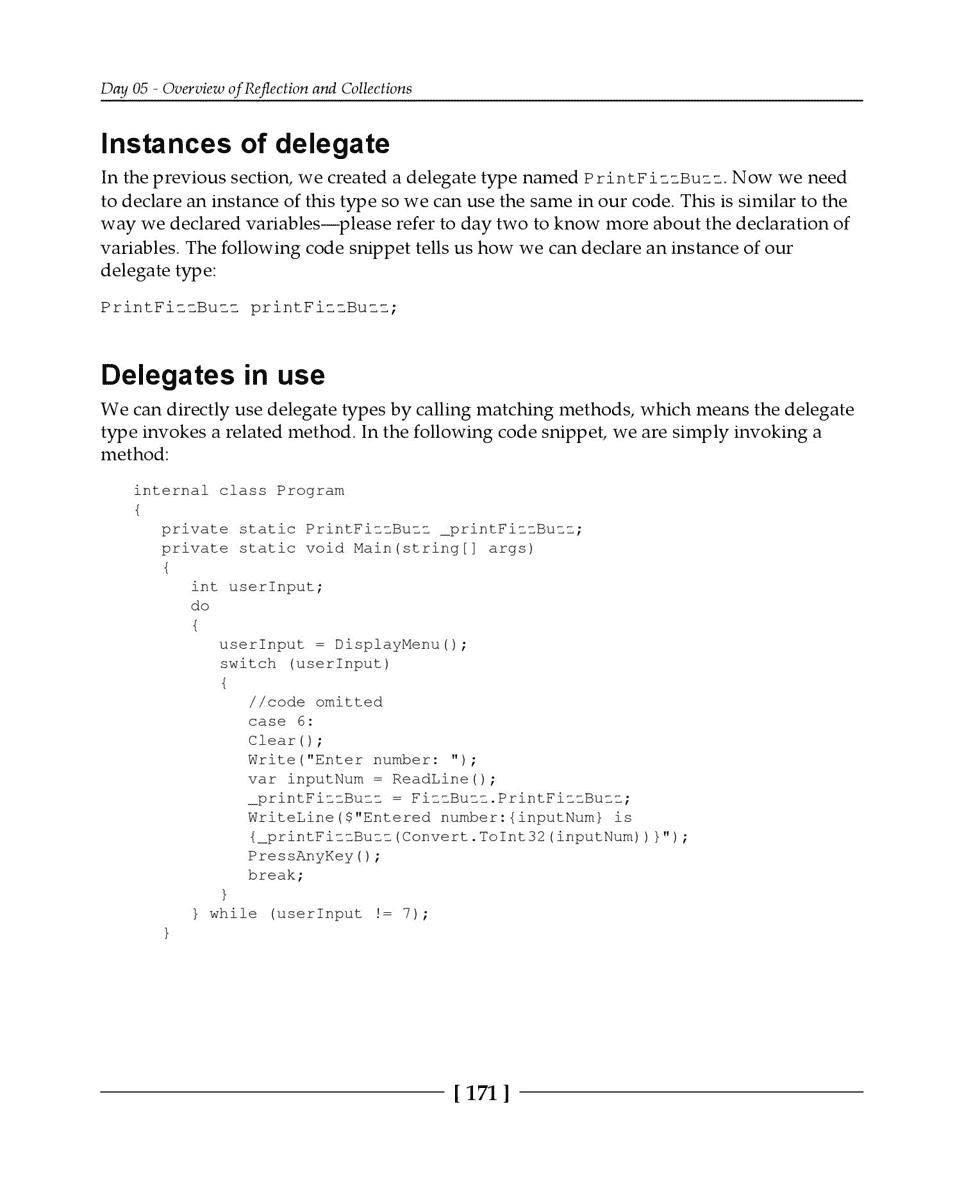 Day 05 - Overview of Reflection and Collections
Instances of delegate
In the previous section, we created a delegate type named PrintFizzBuzz. Now we need
to declare an instance of this type so we can use the same in our code. This is similar to the
way we declared variables—please refer to day two to know more about the declaration of
variables. The following code snippet tells us how we can declare an instance of our
delegate type:
PrintFizzBuzz printFizzBuzz;
Delegates in use
We can directly use delegate types by calling matching methods, which means the delegate
type invokes a related method. In the following code snippet, we are simply invoking a
method:
internal class Program
{
private static PrintFizzBuzz _printFizzBuzz;
private static void Main(string[] args)
{
int userInput;
do
{
userInput = DisplayMenu();
switch (userInput)
{
//code omitted
case 6:
Clear();
Write("Enter number: ");
var inputNum = ReadLine();
_printFizzBuzz = FizzBuzz.PrintFizzBuzz;
WriteLine($"Entered number:{inputNum} is
{_printFizzBuzz(Convert.ToInt32(inputNum))}");
PressAnyKey();
break;
}
} while (userInput != 7);
}
[ 171 ]